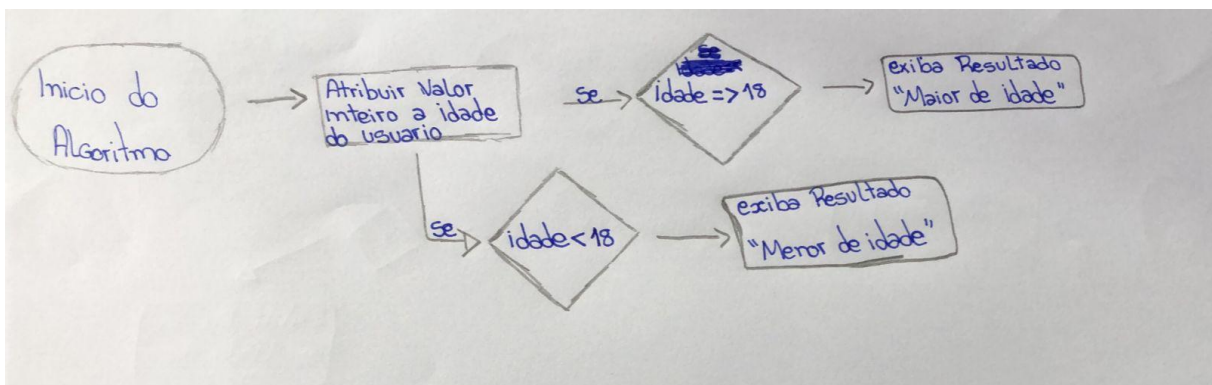 Inicio do
ALGoritmo
Atribuir Valor
inteiro a idade
do usuario
Se
Se
idade => 18
exiba Resultado
"Maior de idade"
Se
idade < 18
exiba Resultado
"Menor de idade"